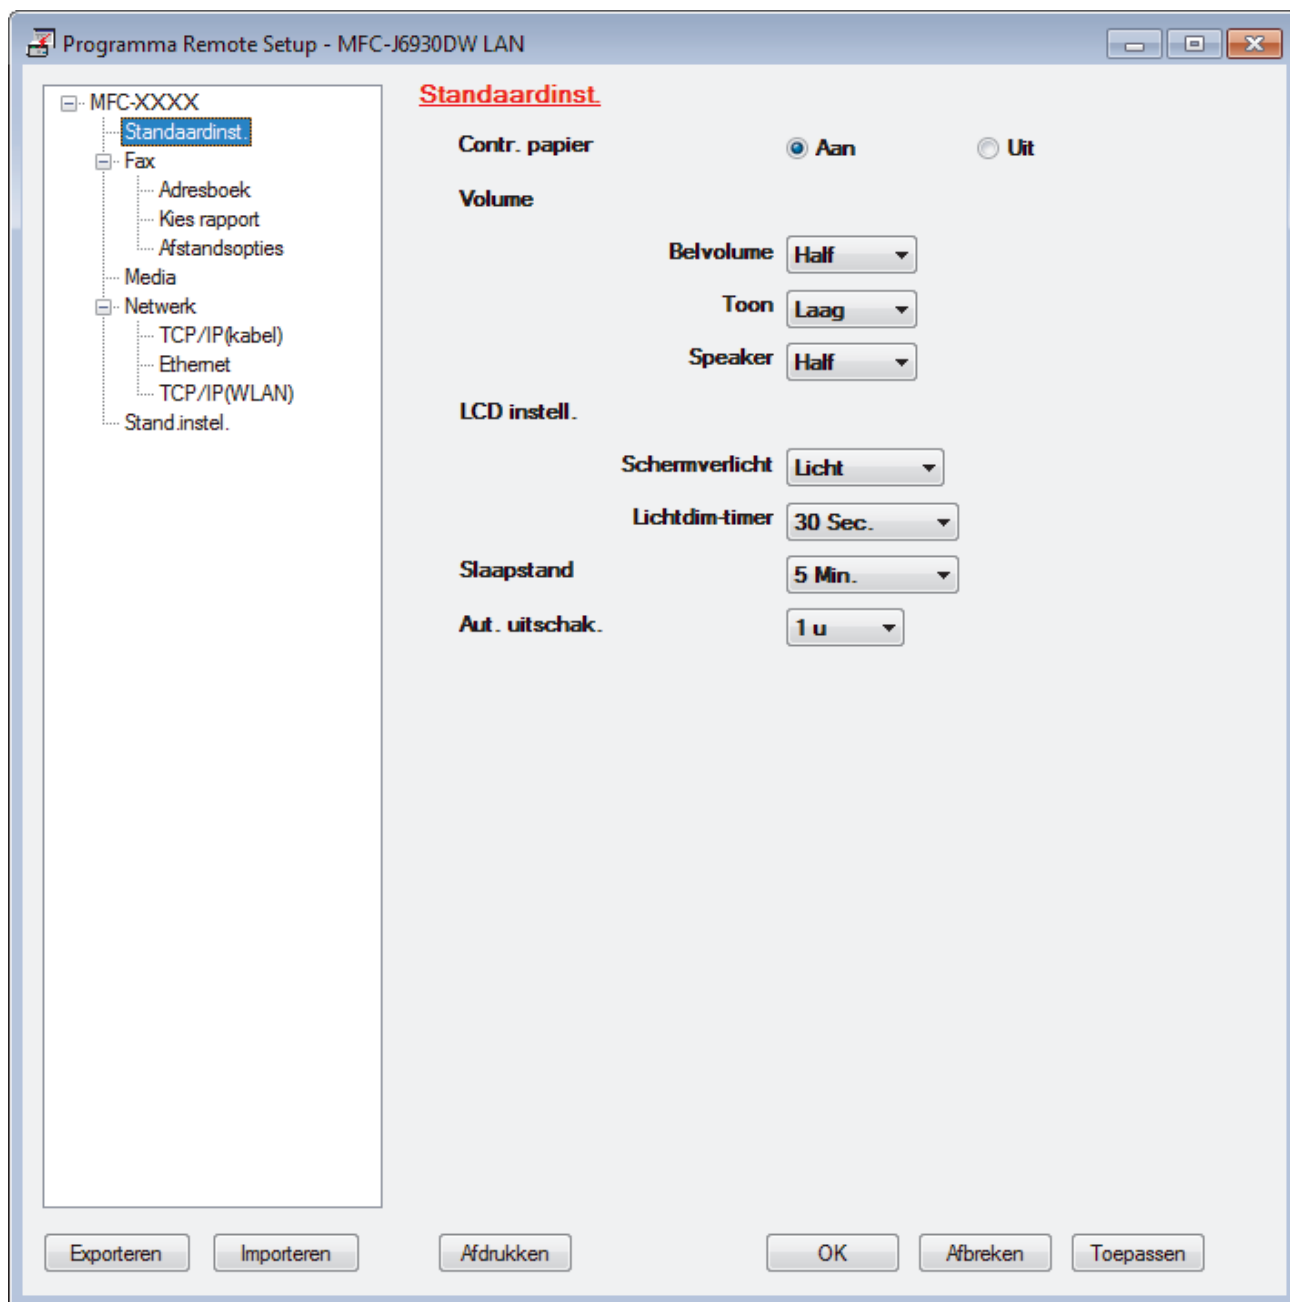 Programma Remote Setup - MFC-J6930DW LAN
MFC-XXXX
Standaardinst.
Fax
Adresboek
Kies rapport
Afstandsopties
Media
Netwerk
TCP/IP(kabel)
Ethernet
TCP/IP(WLAN)
Stand.instel.
Standaardinst.
Contr. papier Aan Uit
Volume
Belvolume Half
Toon Laag
Speaker Half
LCD instell.
Schermverlicht Licht
Lichtdim-timer 30 Sec.
Slaapstand 5 Min.
Aut. uitschak. 1 u
Exporteren Importeren Afdrukken OK Afbreken Toepassen